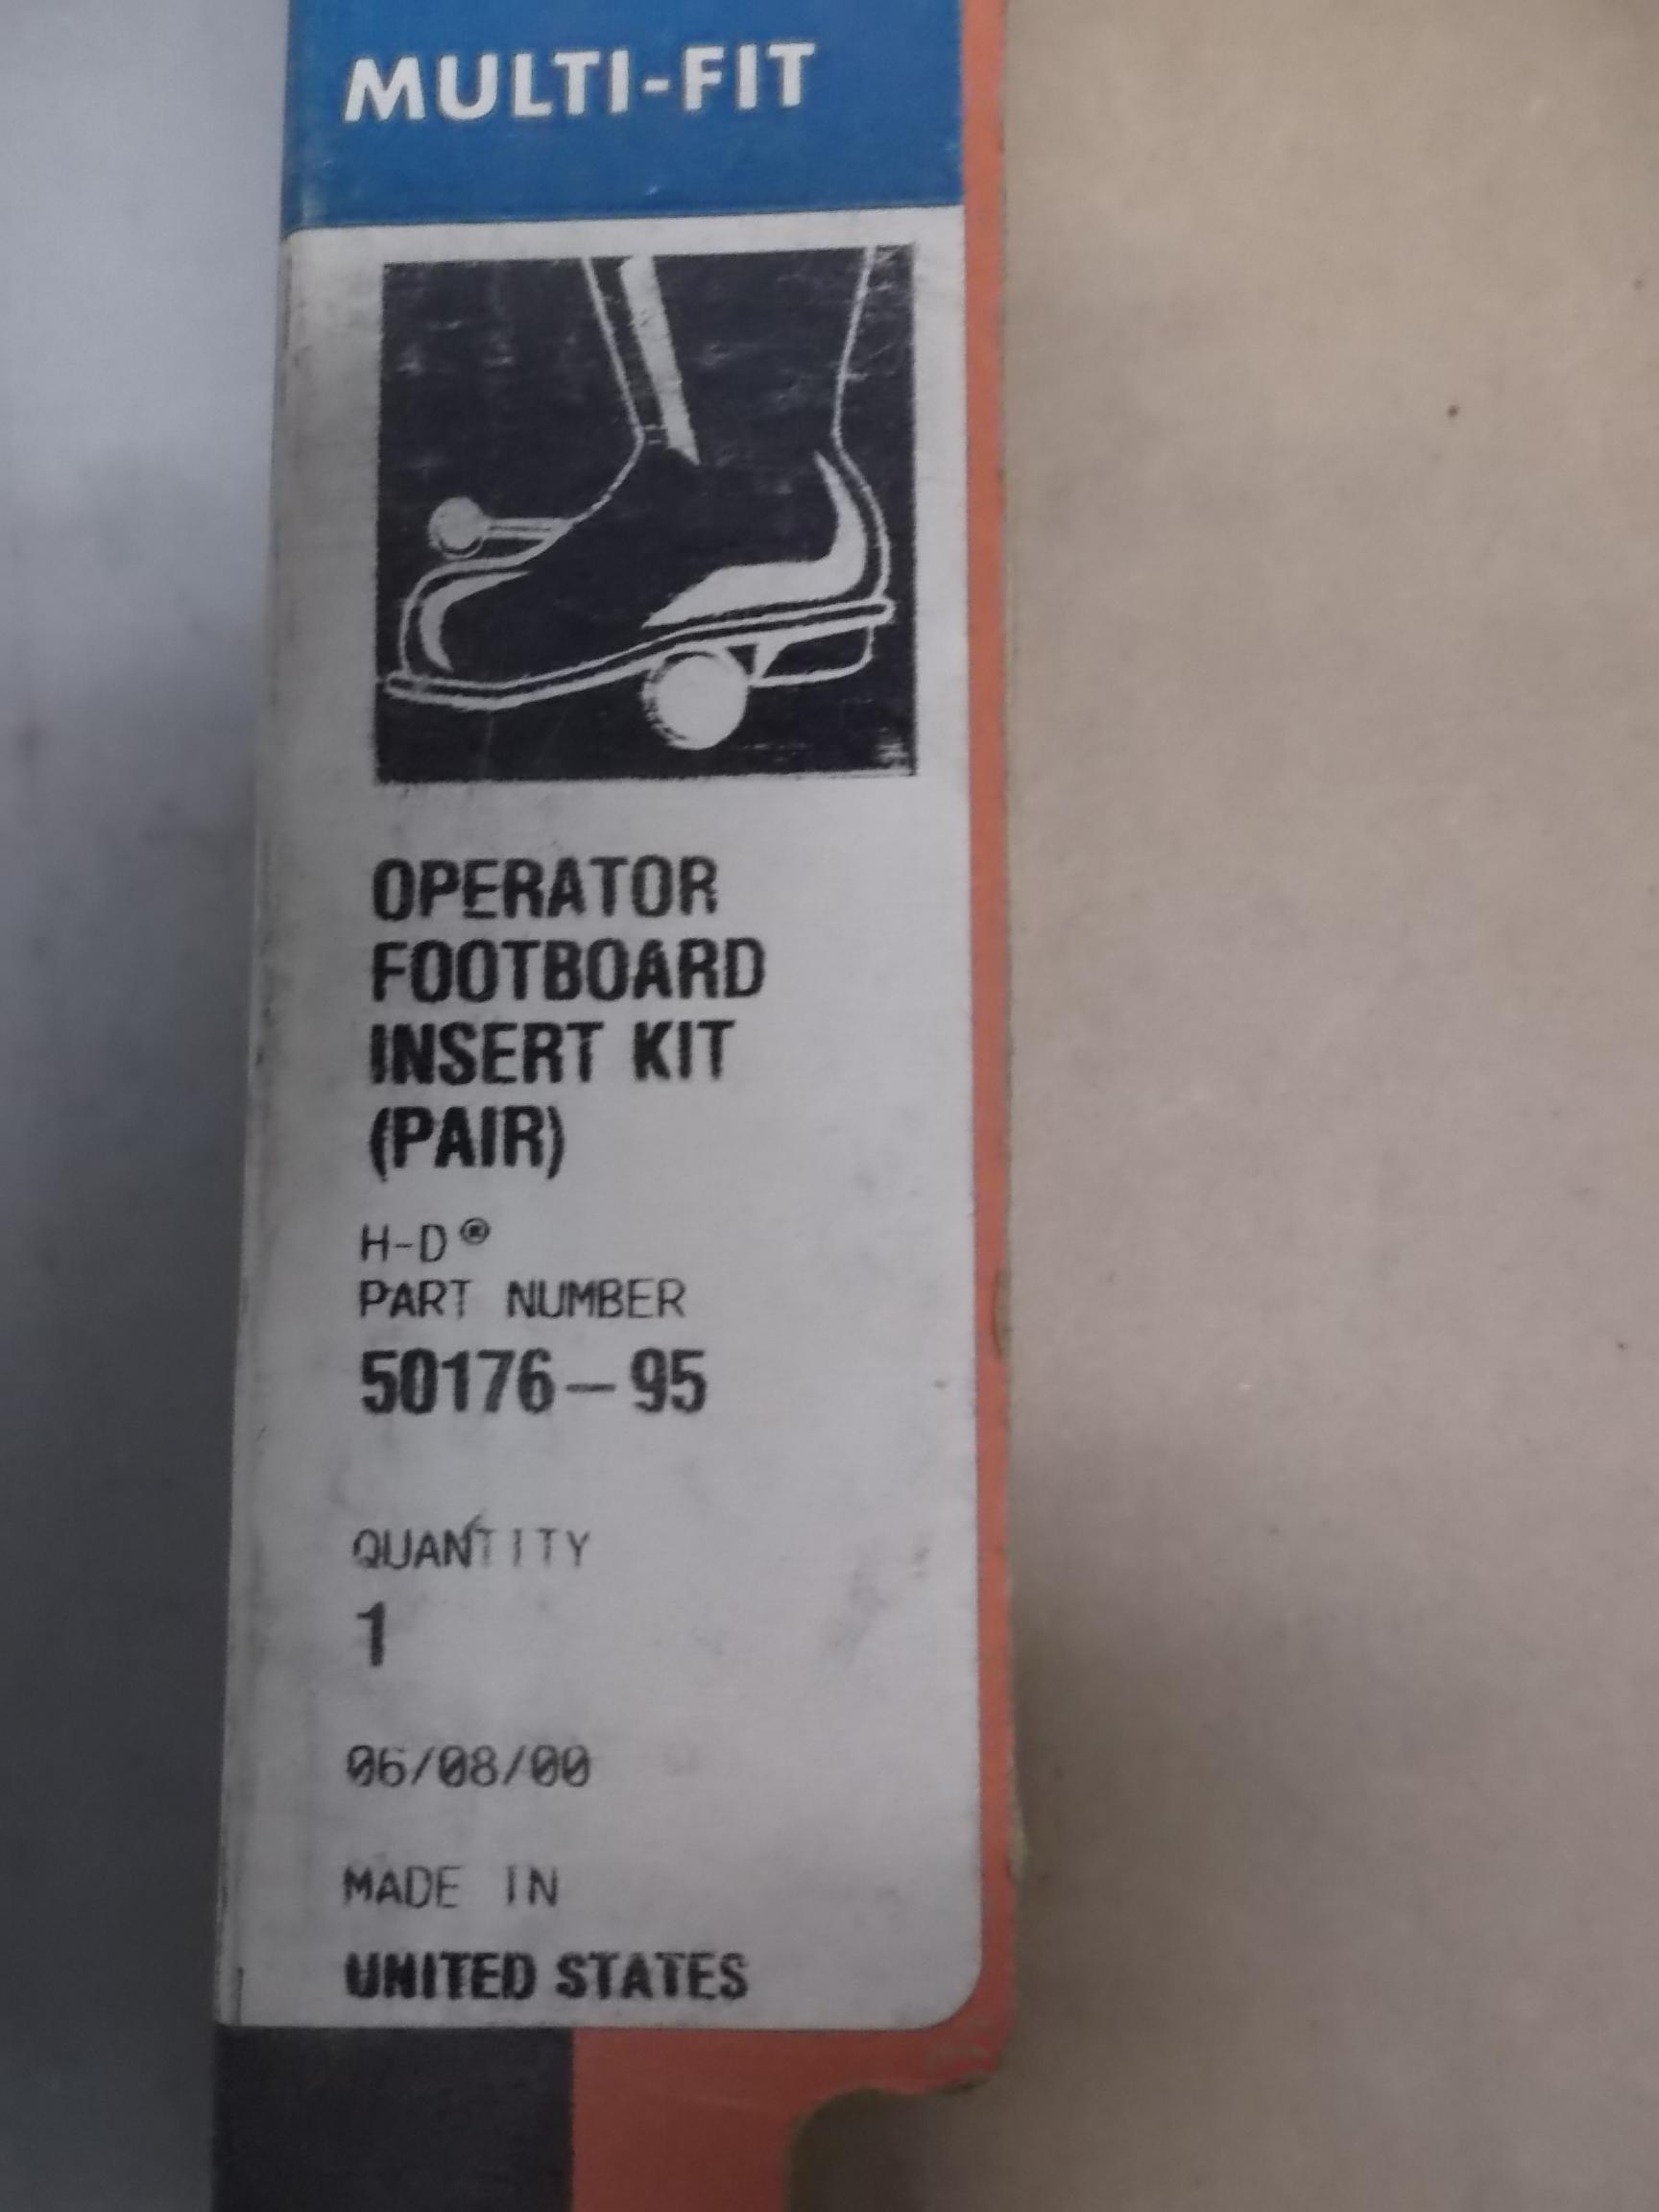 MULTI-FIT
OPERATOR
FOOTBOARD
INSERT KIT
(PAIR)
H-D®
PART NUMBER
50176-95
QUANTITY
1
06/08/00
MADE IN
UNITED STATES